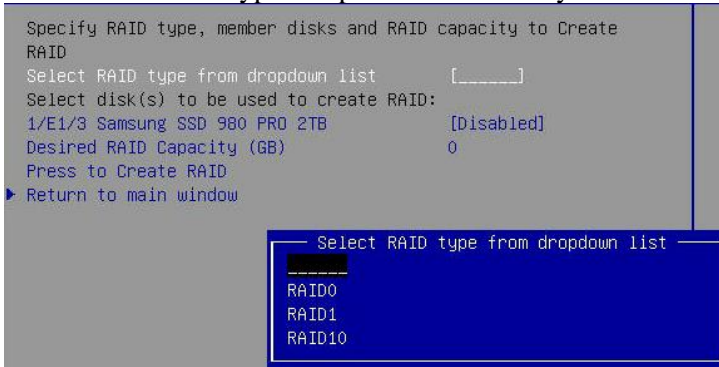 Specify RAID type, member disks and RAID capacity to Create
RAID
Select RAID type from dropdown list [______]
Select disk(s) to be used to create RAID:
1/E1/3 Samsung SSD 980 PRO 2TB [Disabled]
Desired RAID Capacity (GB) 0
Press to Create RAID
Return to main window
Select RAID type from dropdown list
______
RAID0
RAID1
RAID10